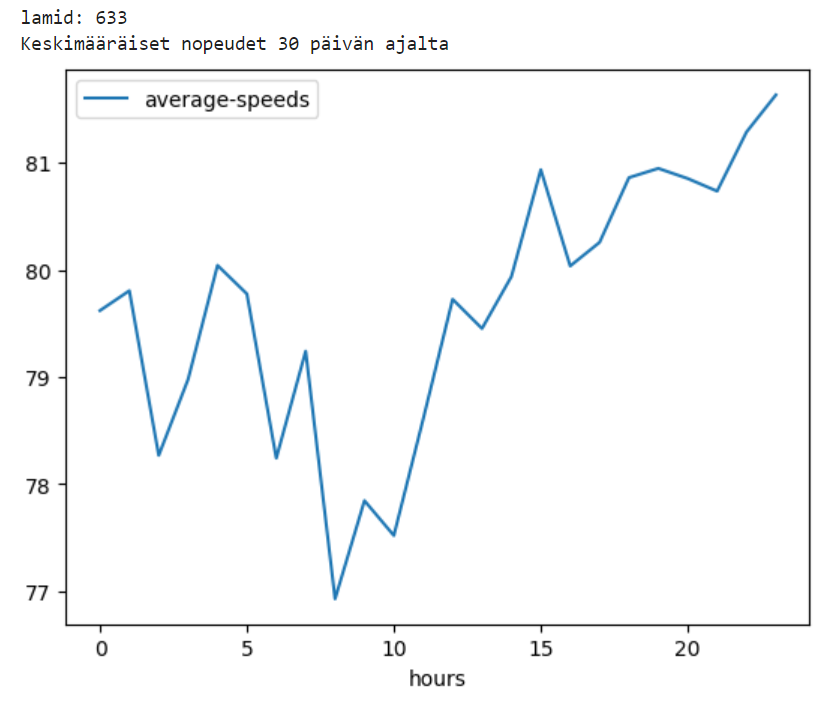 lamid: 633
Keskimääräiset nopeudet 30 päivän ajalta
average-speeds
81
80
79
78
77
0 5 10 15 20
hours